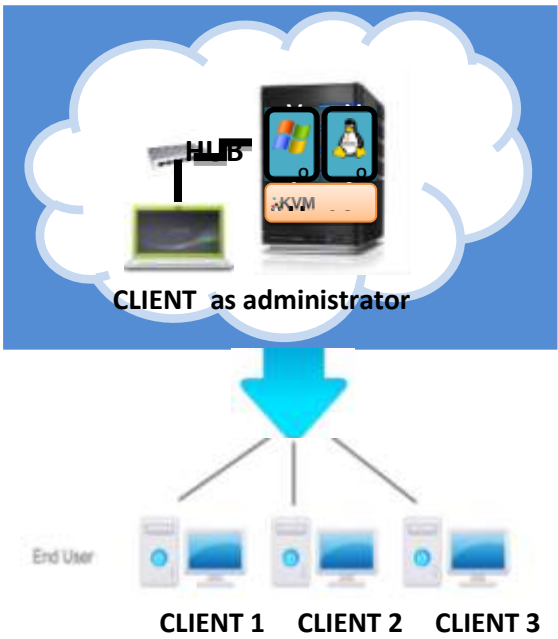 HUB
KVM
CLIENT as administrator
End User
CLIENT 1 CLIENT 2 CLIENT 3